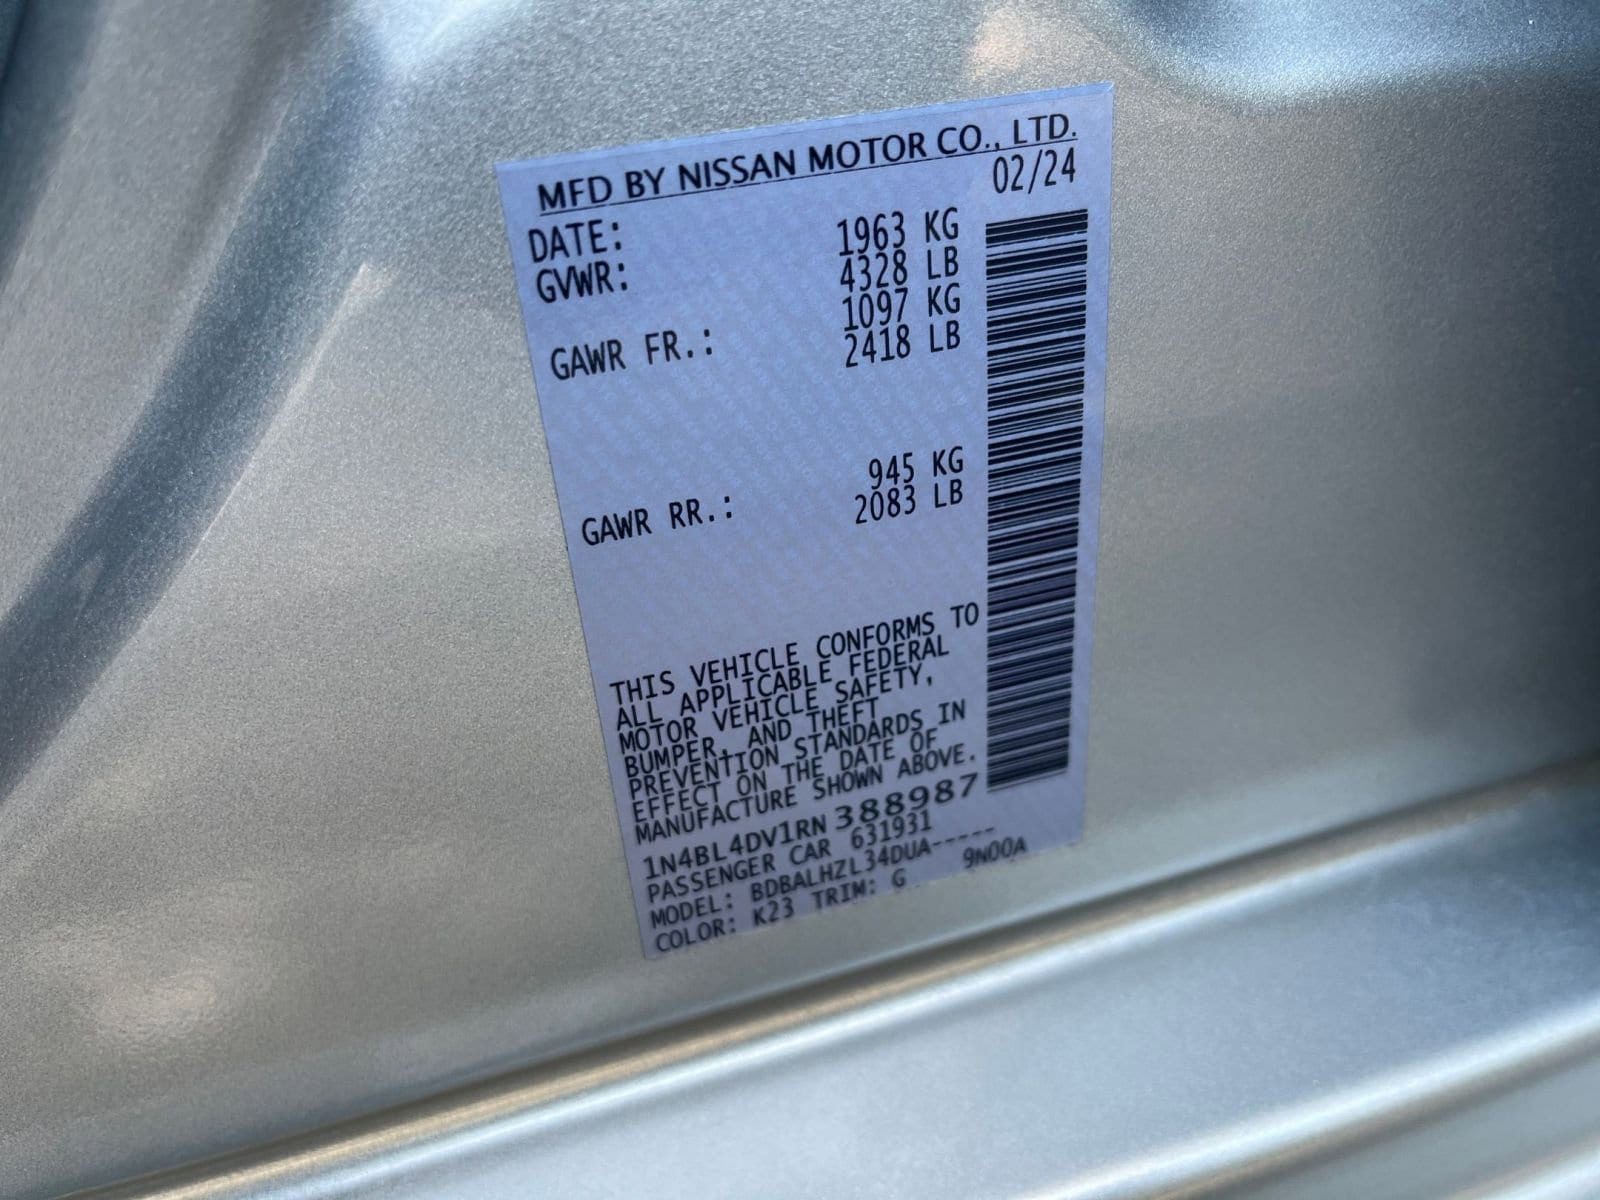 MFD BY NISSAN MOTOR CO., LTD.
DATE: 02/24
GVWR: 1963 KG
4328 LB
GAWR FR.: 1097 KG
2418 LB
GAWR RR.: 945 KG
2083 LB
THIS VEHICLE CONFORMS TO
ALL APPLICABLE FEDERAL
MOTOR VEHICLE SAFETY,
BUMPER, AND THEFT
PREVENTION STANDARDS IN
EFFECT ON THE DATE OF
MANUFACTURE SHOWN ABOVE.
1N4BL4DV1RN388987
PASSENGER CAR 631931
MODEL: BDBALHZL34DUA-----
COLOR: K23 TRIM: G 9N00A